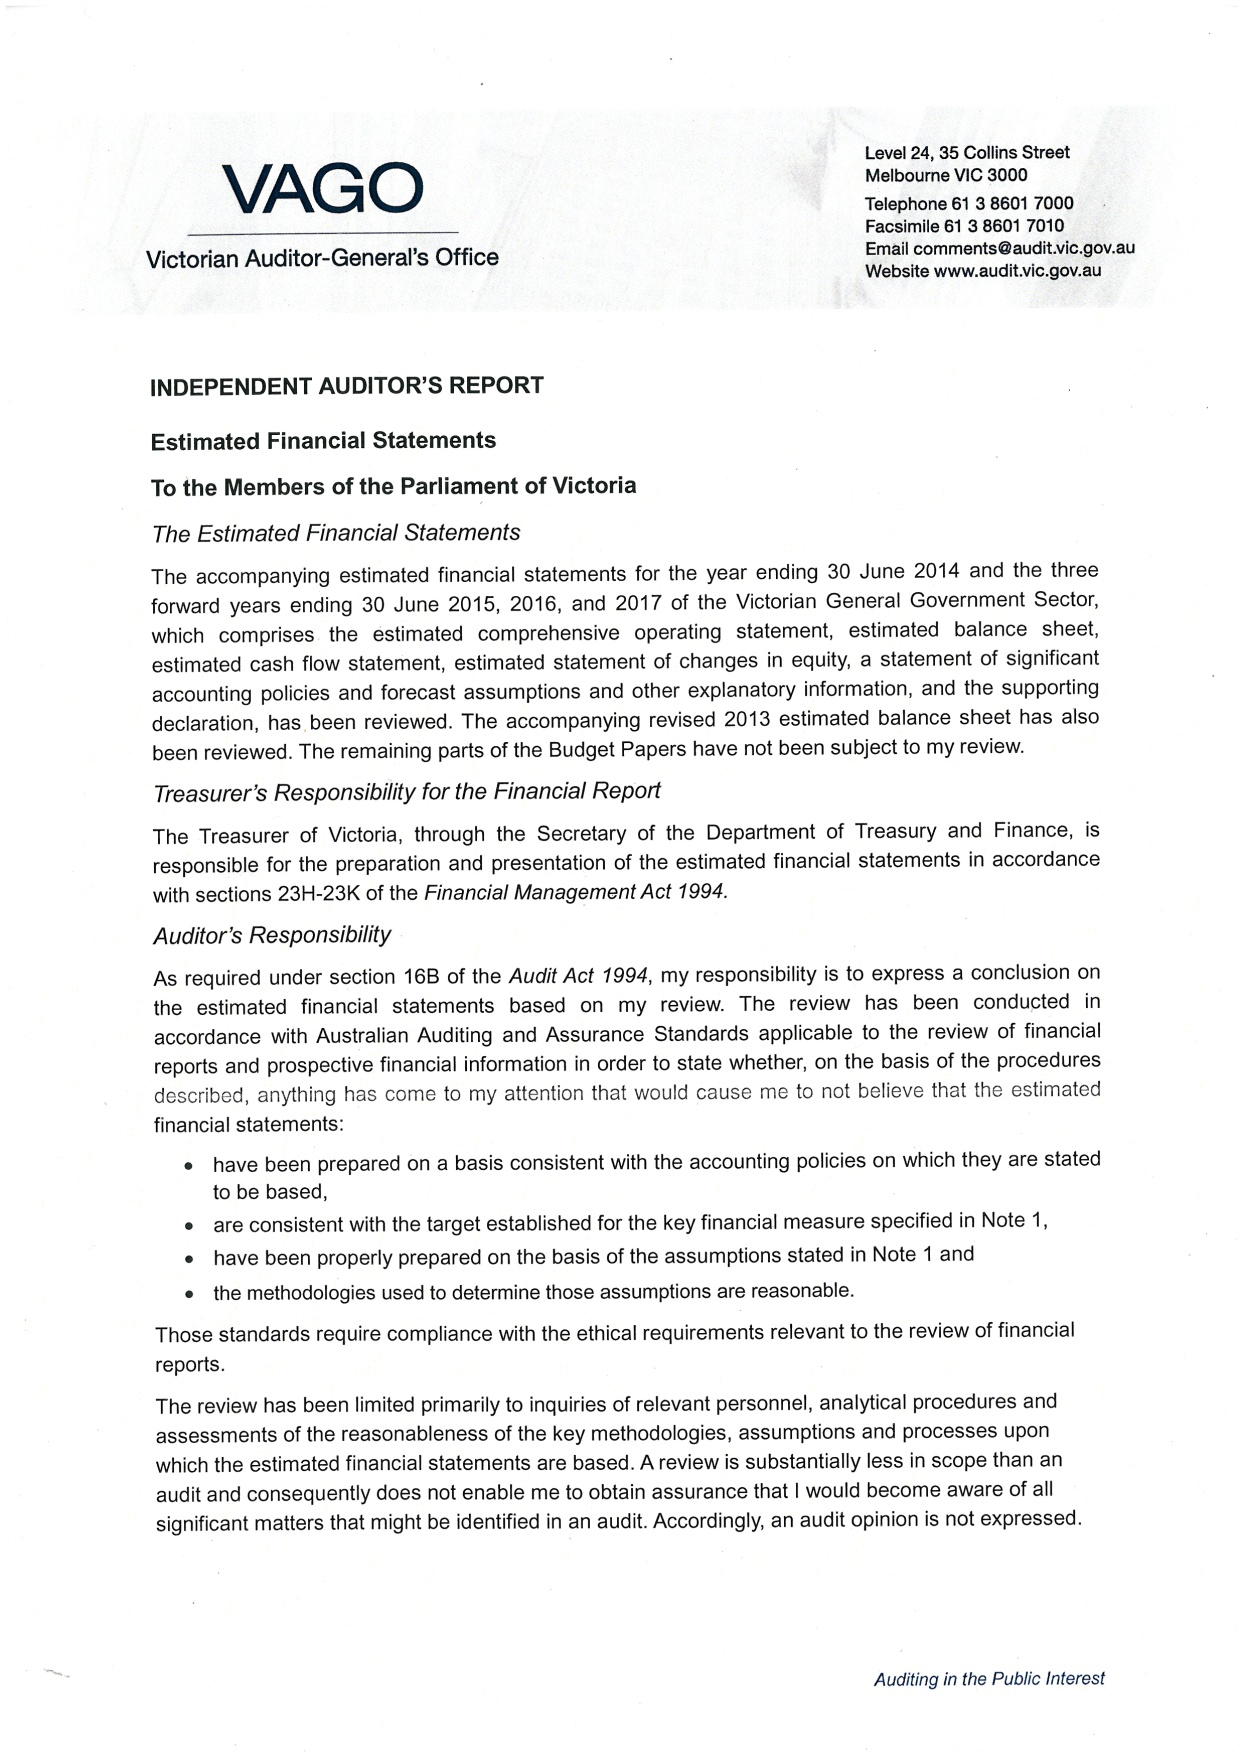 VAGO
Victorian Auditor-General's Office
Level 24, 35 Collins Street
Melbourne VIC 3000
Telephone 61 3 8601 7000
Facsimile 61 3 8601 7010
Email comments@audit.vic.gov.au
Website www.audit.vic.gov.au
INDEPENDENT AUDITOR'S REPORT
Estimated Financial Statements
To the Members of the Parliament of Victoria
The Estimated Financial Statements
The accompanying estimated financial statements for the year ending 30 June 2014 and the three
forward years ending 30 June 2015, 2016, and 2017 of the Victorian General Government Sector,
which comprises the estimated comprehensive operating statement, estimated balance sheet,
estimated cash flow statement, estimated statement of changes in equity, a statement of significant
accounting policies and forecast assumptions and other explanatory information, and the supporting
declaration, has been reviewed. The accompanying revised 2013 estimated balance sheet has also
been reviewed. The remaining parts of the Budget Papers have not been subject to my review.
Treasurer's Responsibility for the Financial Report
The Treasurer of Victoria, through the Secretary of the Department of Treasury and Finance, is
responsible for the preparation and presentation of the estimated financial statements in accordance
with sections 23H-23K of the Financial Management Act 1994.
Auditor's Responsibility
As required under section 16B of the Audit Act 1994, my responsibility is to express a conclusion on
the estimated financial statements based on my review. The review has been conducted in
accordance with Australian Auditing and Assurance Standards applicable to the review of financial
reports and prospective financial information in order to state whether, on the basis of the procedures
described, anything has come to my attention that would cause me to not believe that the estimated
financial statements:
• have been prepared on a basis consistent with the accounting policies on which they are stated
to be based,
• are consistent with the target established for the key financial measure specified in Note 1,
• have been properly prepared on the basis of the assumptions stated in Note 1 and
• the methodologies used to determine those assumptions are reasonable.
Those standards require compliance with the ethical requirements relevant to the review of financial
reports.
The review has been limited primarily to inquiries of relevant personnel, analytical procedures and
assessments of the reasonableness of the key methodologies, assumptions and processes upon
which the estimated financial statements are based. A review is substantially less in scope than an
audit and consequently does not enable me to obtain assurance that I would become aware of all
significant matters that might be identified in an audit. Accordingly, an audit opinion is not expressed.
Auditing in the Public Interest